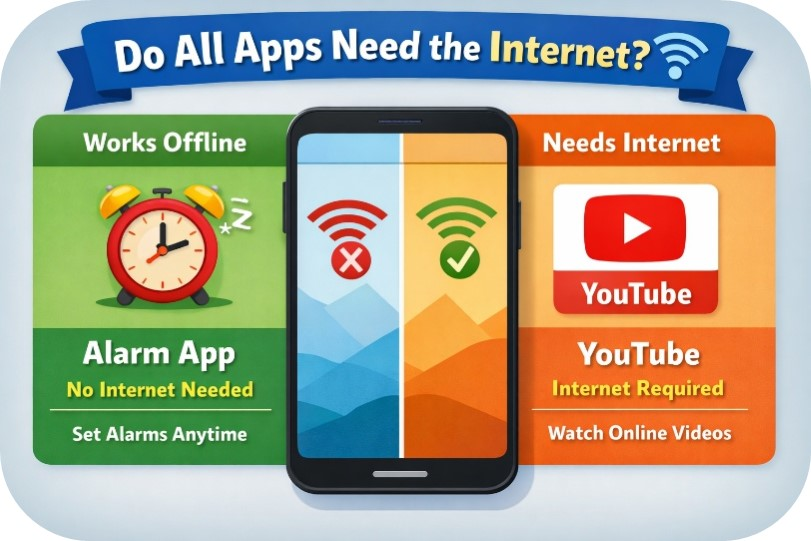 Do All Apps Need the Internet?
Works Offline
Alarm App
No Internet Needed
Set Alarms Anytime
Needs Internet
YouTube
YouTube
Internet Required
Watch Online Videos